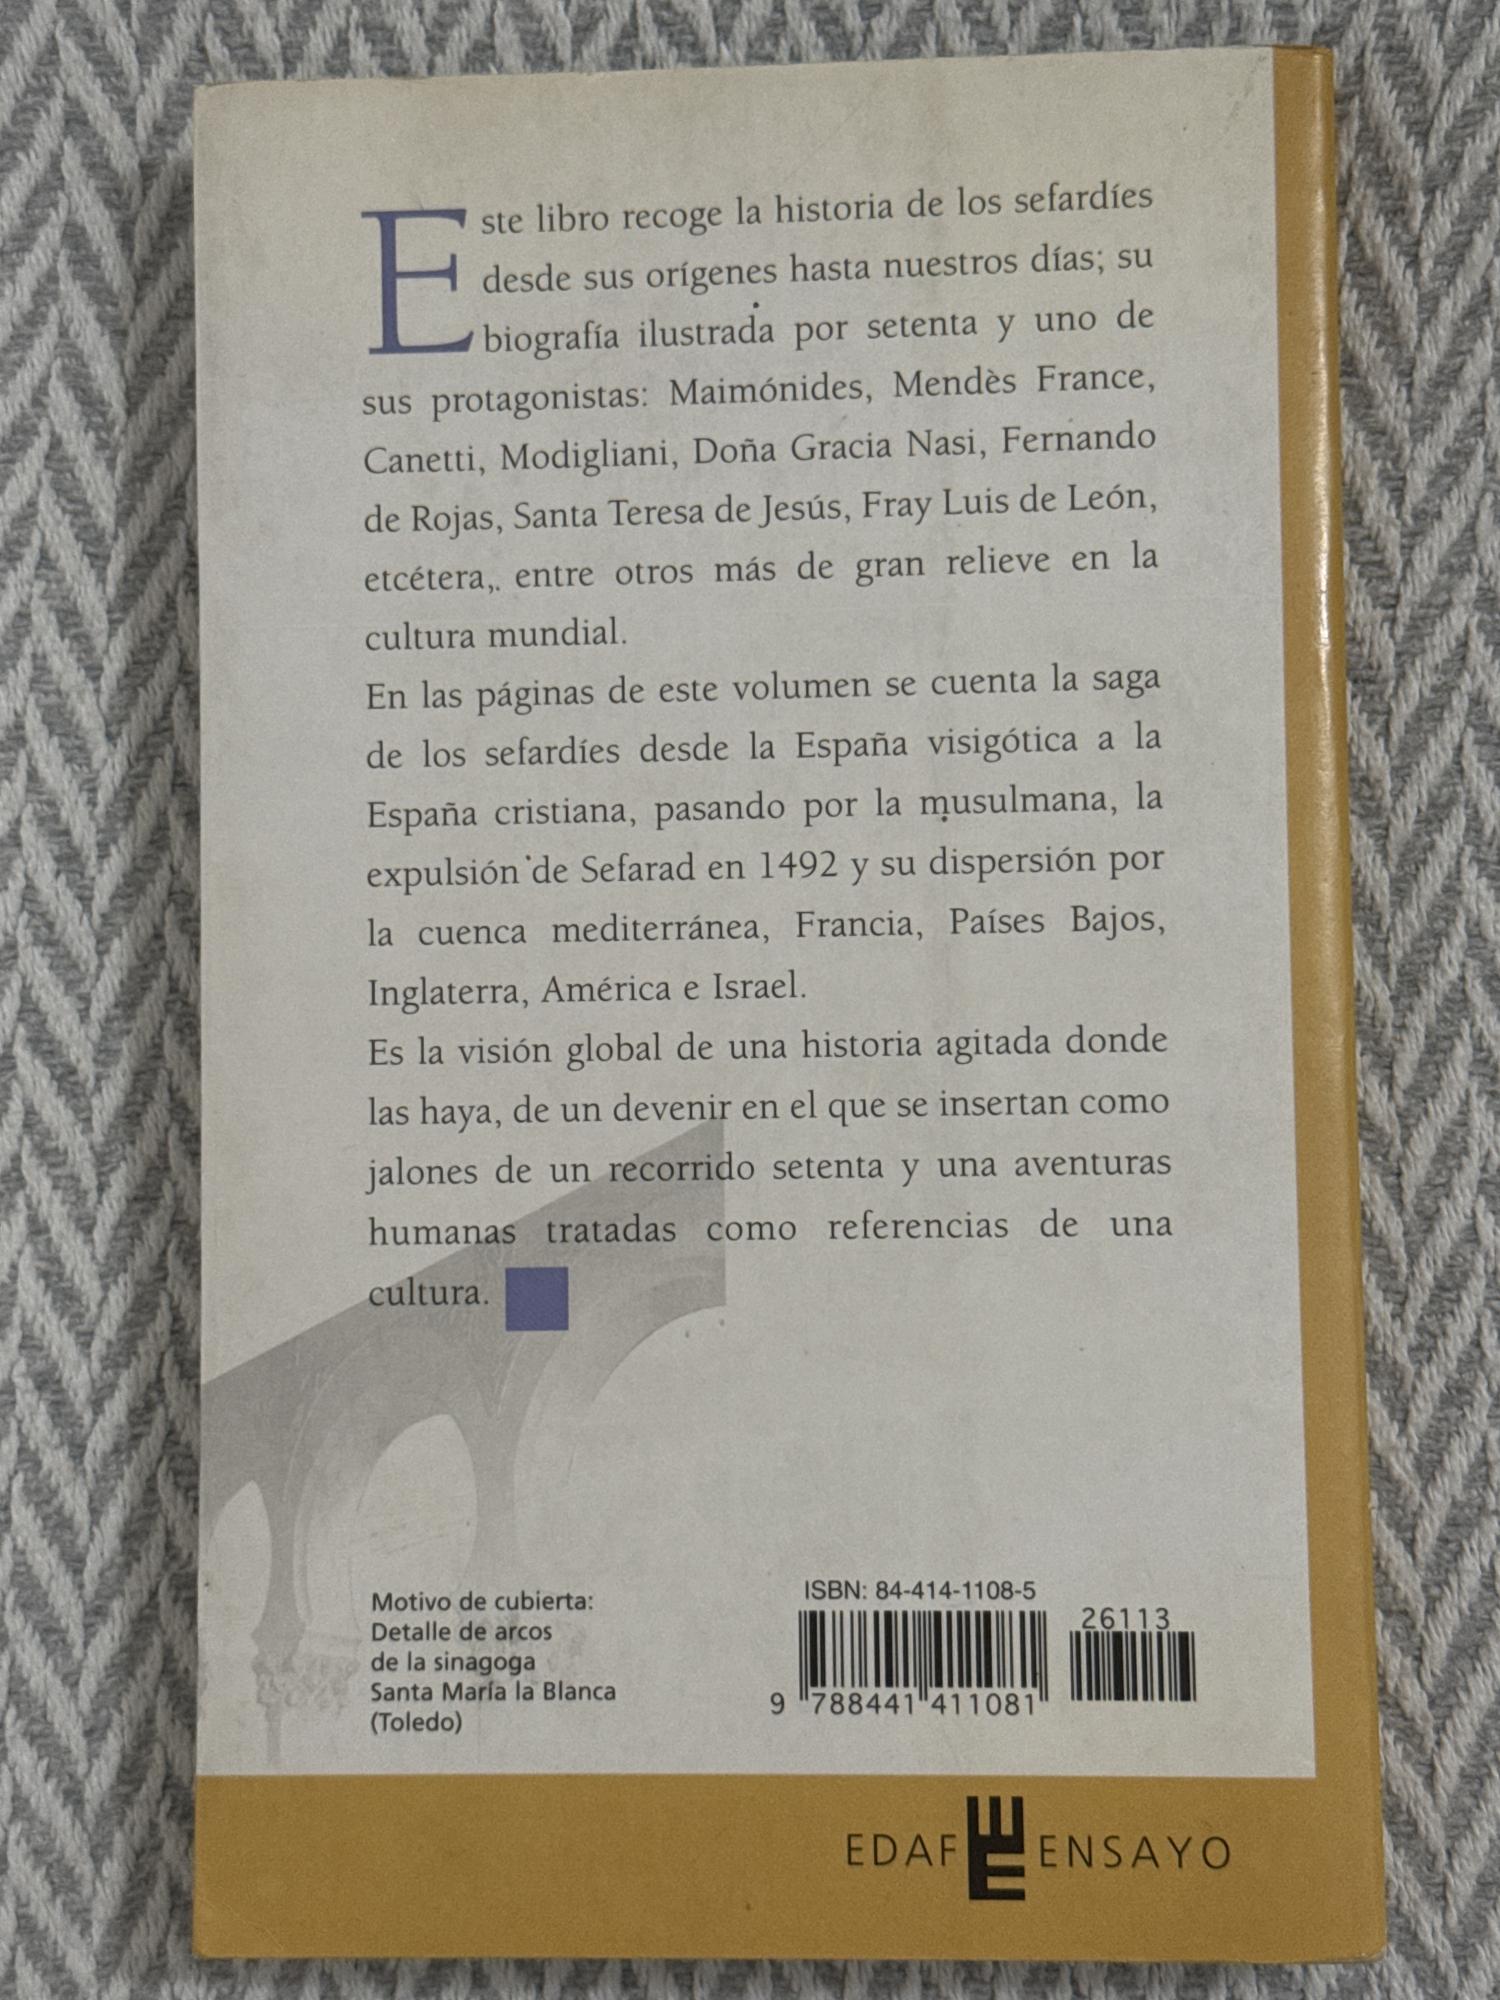 Este libro recoge la historia de los sefardíes
desde sus orígenes hasta nuestros días; su
biografía ilustrada por setenta y uno de
sus protagonistas: Maimónides, Mendès France,
Canetti, Modigliani, Doña Gracia Nasi, Fernando
de Rojas, Santa Teresa de Jesús, Fray Luis de León,
etcétera,. entre otros más de gran relieve en la
cultura mundial.
En las páginas de este volumen se cuenta la saga
de los sefardíes desde la España visigótica a la
España cristiana, pasando por la musulmana, la
expulsión de Sefarad en 1492 y su dispersión por
la cuenca mediterránea, Francia, Países Bajos,
Inglaterra, América e Israel.
Es la visión global de una historia agitada donde
las haya, de un devenir en el que se insertan como
jalones de un recorrido setenta y una aventuras
humanas tratadas como referencias de una
cultura.
Motivo de cubierta:
Detalle de arcos
de la sinagoga
Santa María la Blanca
(Toledo)
ISBN: 84-414-1108-5
26113
9 788441 411081
EDAF ENSAYO